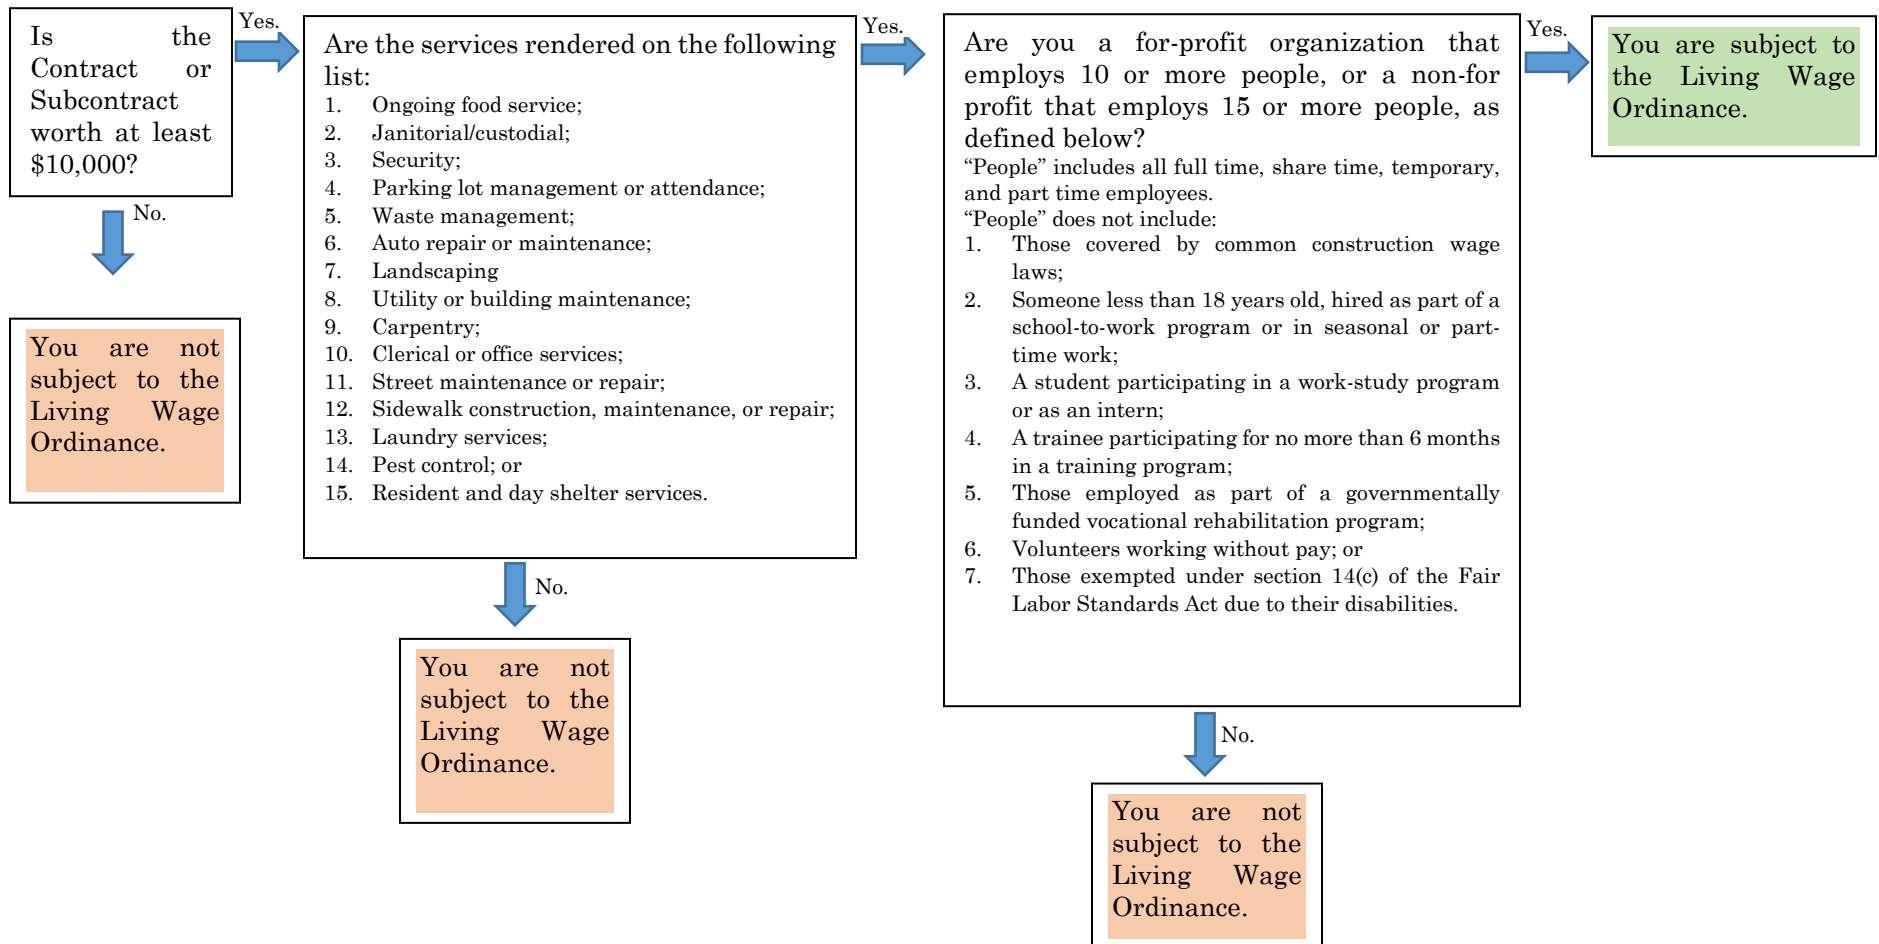 Is the
Contract or
Subcontract
worth at least
$10,000?
Yes.
No.
You are not
subject to the
Living Wage
Ordinance.
Are the services rendered on the following
list:
1. Ongoing food service;
2. Janitorial/custodial;
3. Security;
4. Parking lot management or attendance;
5. Waste management;
6. Auto repair or maintenance;
7. Landscaping
8. Utility or building maintenance;
9. Carpentry;
10. Clerical or office services;
11. Street maintenance or repair;
12. Sidewalk construction, maintenance, or repair;
13. Laundry services;
14. Pest control; or
15. Resident and day shelter services.
Yes.
No.
You are not
subject to the
Living Wage
Ordinance.
Are you a for-profit organization that
employs 10 or more people, or a non-for
profit that employs 15 or more people, as
defined below?
“People” includes all full time, share time, temporary,
and part time employees.
“People” does not include:
1. Those covered by common construction wage
laws;
2. Someone less than 18 years old, hired as part of a
school-to-work program or in seasonal or part-
time work;
3. A student participating in a work-study program
or as an intern;
4. A trainee participating for no more than 6 months
in a training program;
5. Those employed as part of a governmentally
funded vocational rehabilitation program;
6. Volunteers working without pay; or
7. Those exempted under section 14(c) of the Fair
Labor Standards Act due to their disabilities.
Yes.
No.
You are not
subject to the
Living Wage
Ordinance.
You are subject to
the Living Wage
Ordinance.